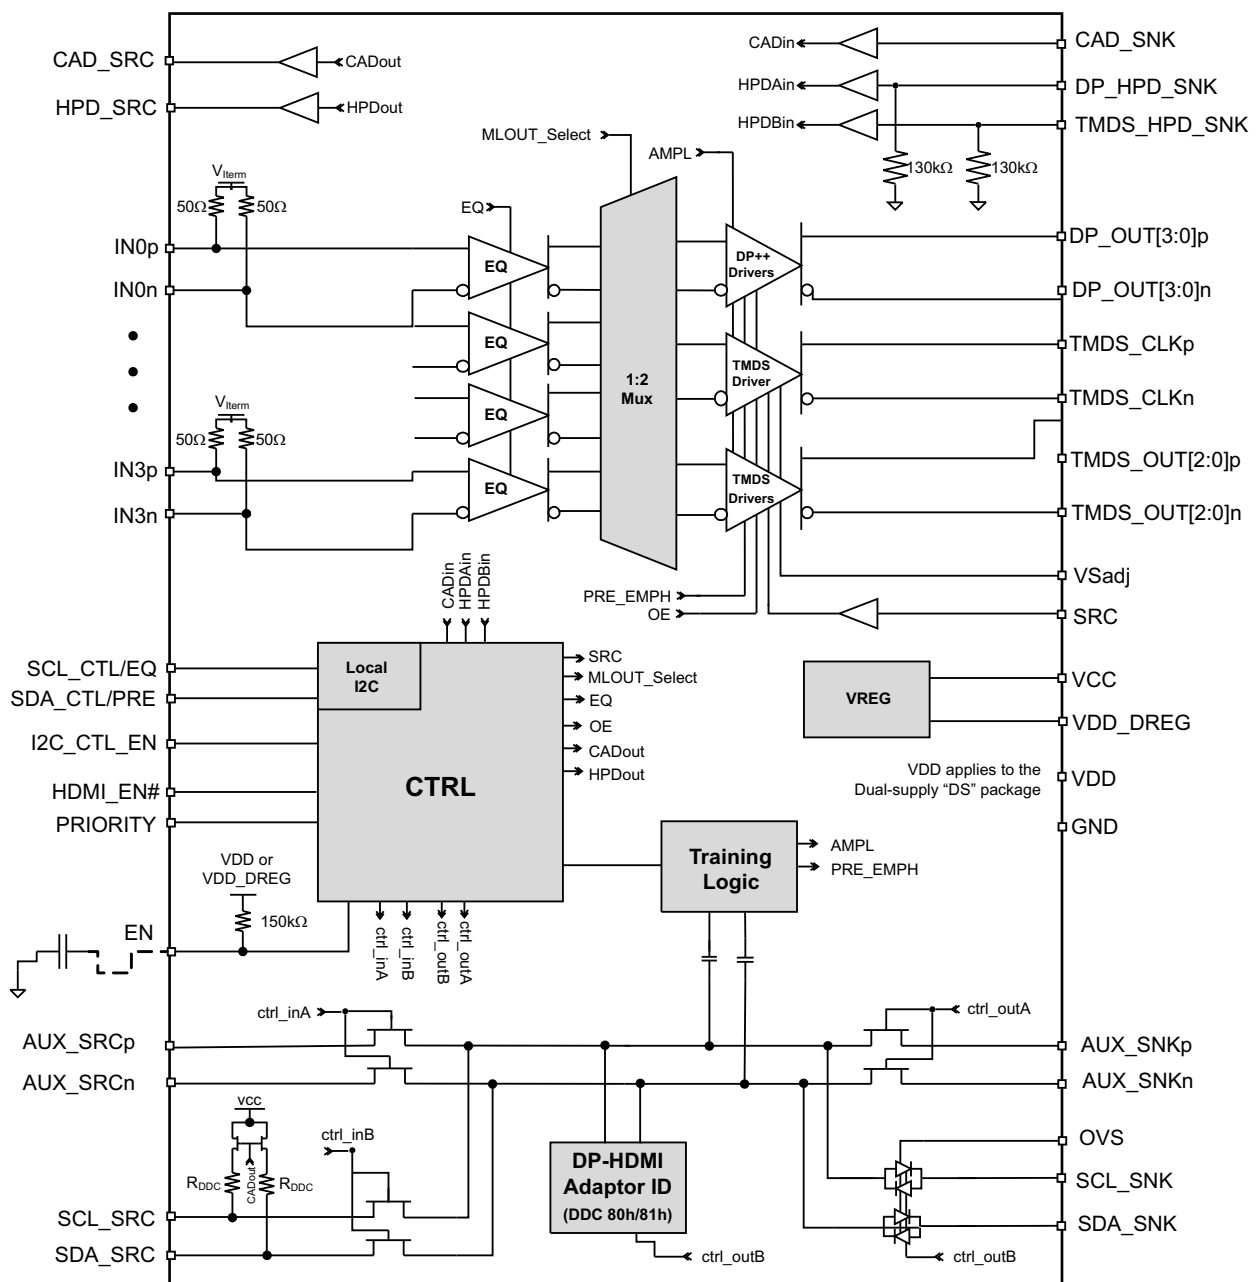 CAD_SRC
CADout
CADin
CAD_SNK
HPD_SRC
HPDout
HPDAin
DP_HPD_SNK
HPDBin
TMDS_HPD_SNK
MLOUT_Select
AMPL
130kΩ
130kΩ
VIterm
50Ω
50Ω
EQ
IN0p
IN0n
EQ
EQ
EQ
EQ
1:2
Mux
DP++
Drivers
TMDS
Driver
TMDS
Drivers
DP_OUT[3:0]p
DP_OUT[3:0]n
TMDS_CLKp
TMDS_CLKn
TMDS_OUT[2:0]p
TMDS_OUT[2:0]n
VIterm
50Ω
50Ω
IN3p
IN3n
VSadj
SRC
PRE_EMPH
OE
CADin
HPDAin
HPDBin
SCL_CTL/EQ
SDA_CTL/PRE
I2C_CTL_EN
HDMI_EN#
PRIORITY
Local
I2C
CTRL
SRC
MLOUT_Select
EQ
OE
CADout
HPDout
VREG
VCC
VDD_DREG
VDD applies to the
Dual-supply “DS” package
VDD
GND
Training
Logic
AMPL
PRE_EMPH
VDD or
VDD_DREG
150kΩ
EN
ctrl_inA
ctrl_inB
ctrl_outB
ctrl_outA
ctrl_inA
ctrl_outA
AUX_SRCp
AUX_SRCn
AUX_SNKp
AUX_SNKn
vcc
CADout
RDDC
RDDC
ctrl_inB
SCL_SRC
SDA_SRC
DP-HDMI
Adaptor ID
(DDC 80h/81h)
ctrl_outB
OVS
SCL_SNK
SDA_SNK
ctrl_outB